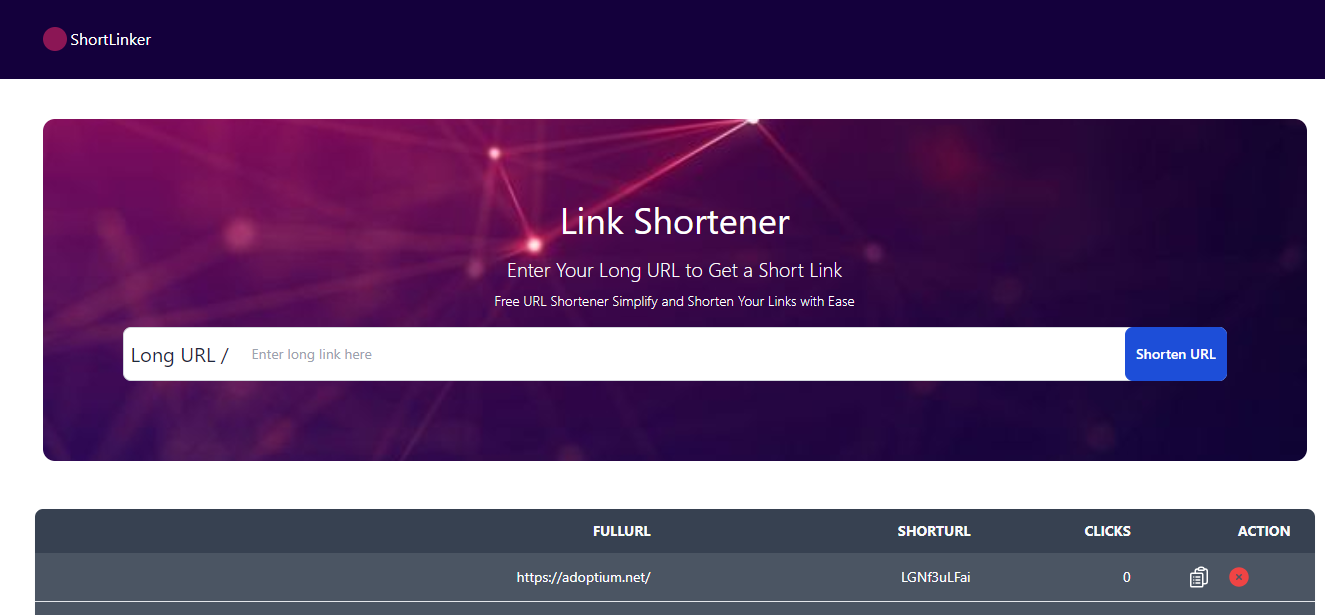 ShortLinker
Link Shortener
Enter Your Long URL to Get a Short Link
Free URL Shortener Simplify and Shorten Your Links with Ease
Long URL / Enter long link here Shorten URL
FULLURL SHORTURL CLICKS ACTION
https://adoptium.net/ LGNf3uLFai 0